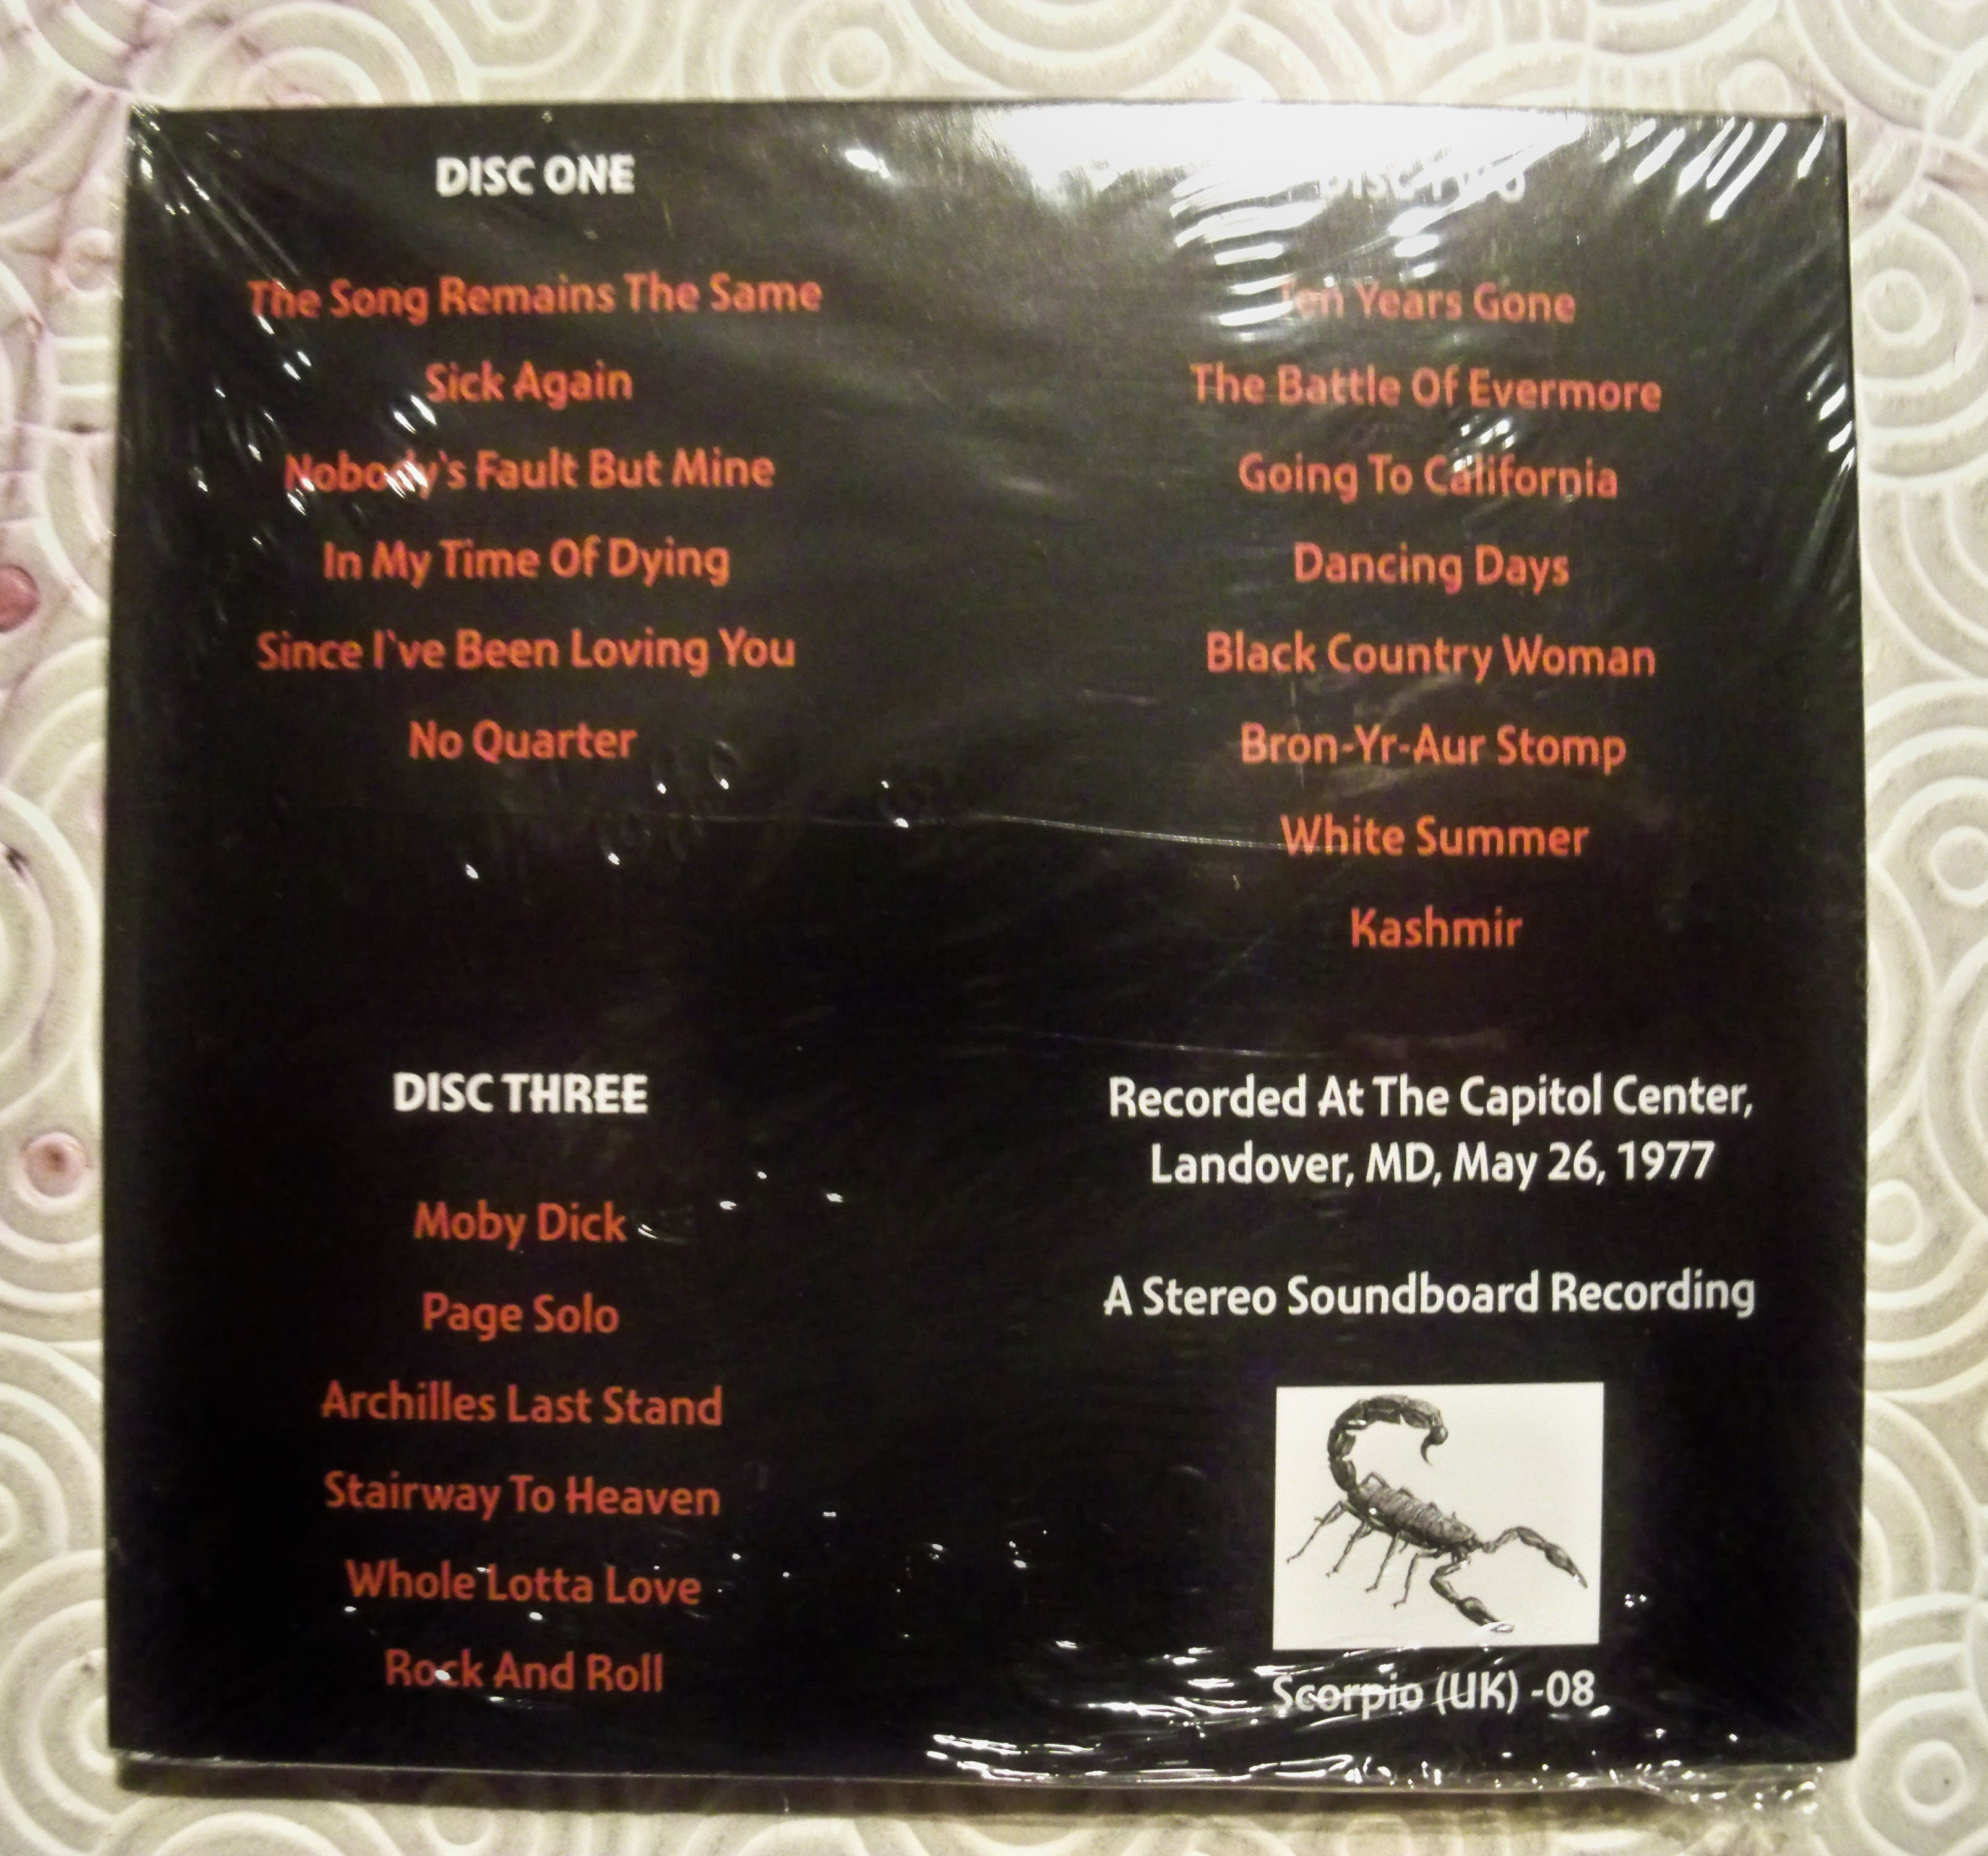 DISC ONE
The Song Remains The Same
Sick Again
Nobody's Fault But Mine
In My Time Of Dying
Since I've Been Loving You
No Quarter
DISC TWO
Ten Years Gone
The Battle Of Evermore
Going To California
Dancing Days
Black Country Woman
Bron-Yr-Aur Stomp
White Summer
Kashmir
DISC THREE
Moby Dick
Page Solo
Archilles Last Stand
Stairway To Heaven
Whole Lotta Love
Rock And Roll
Recorded At The Capitol Center,
Landover, MD, May 26, 1977
A Stereo Soundboard Recording
Scorpio (UK) -08